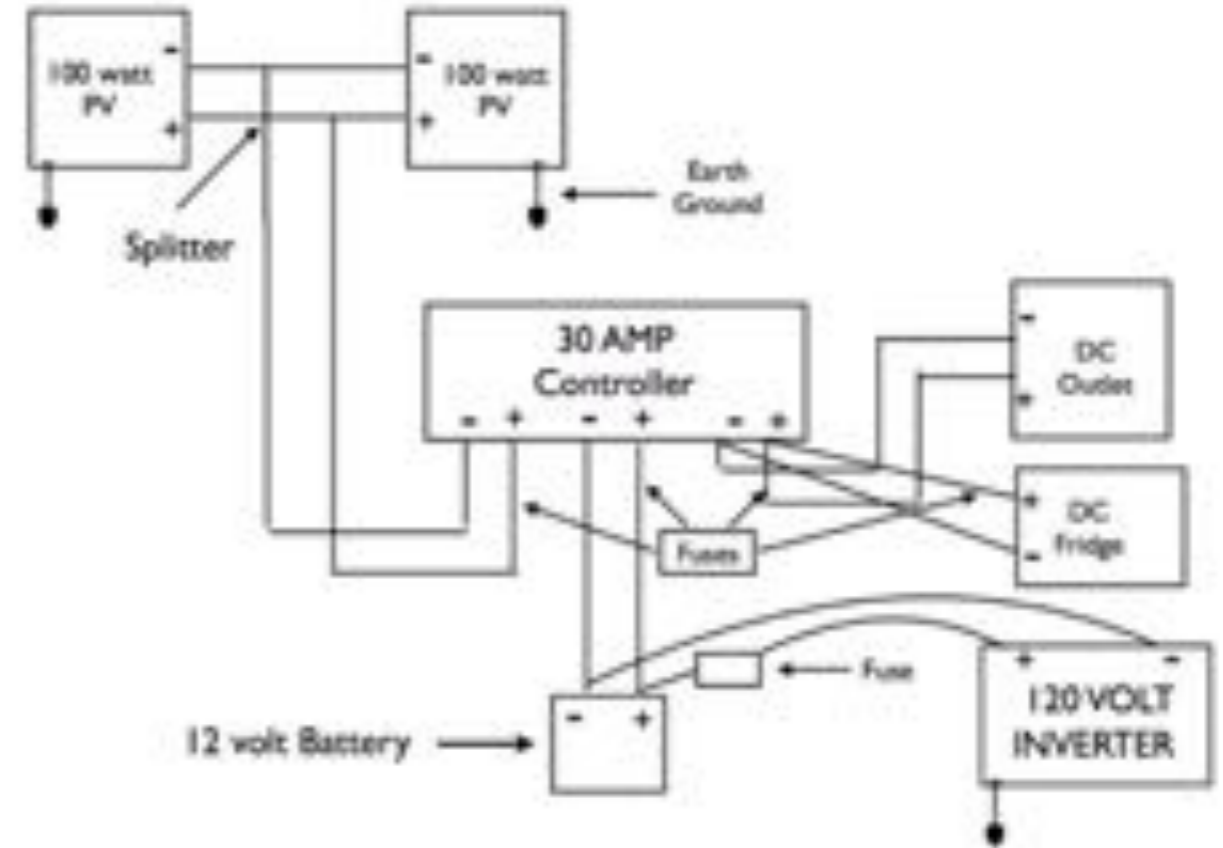 - -
100 watt
PV
100 watt
PV
+ +
Earth
Ground
Splitter
30 AMP
Controller
- + - + - +
-
DC
Outlet
+
+
DC
Fridge
-
Fuses
Fuse
+ -
120 VOLT
INVERTER
- +
12 volt Battery